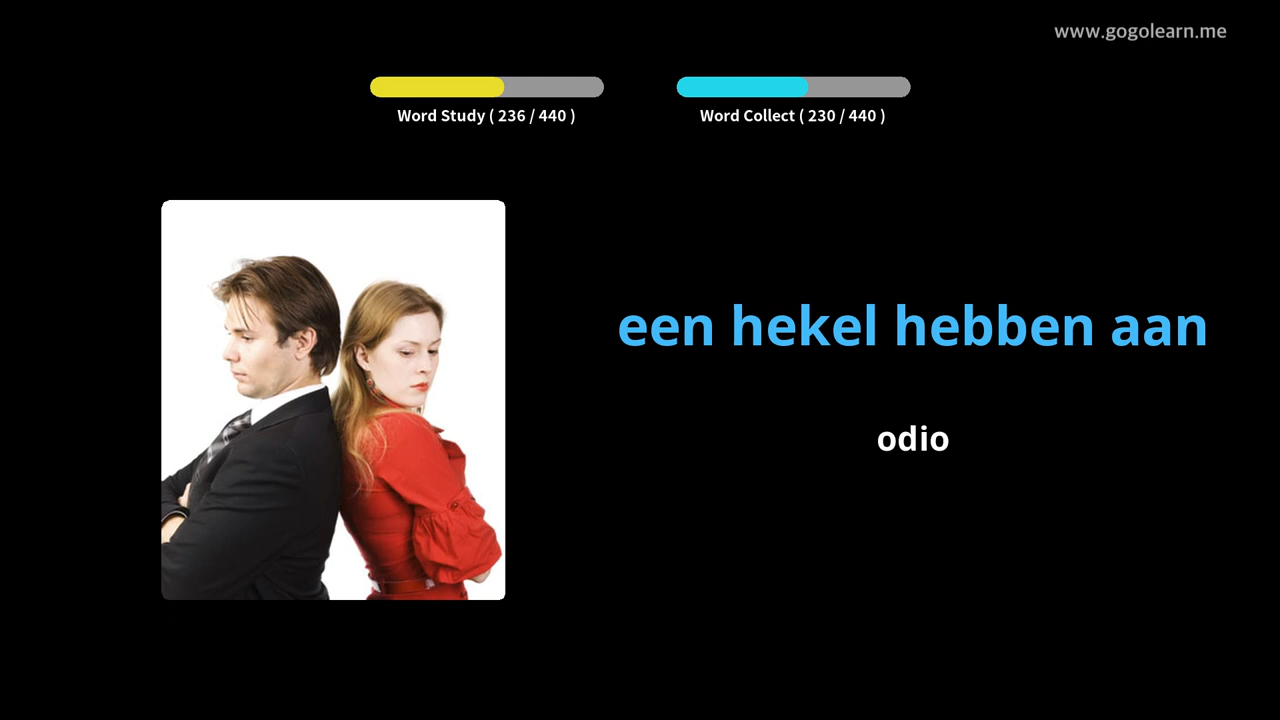 www.gogolearn.me
Word Study ( 236 / 440 )
Word Collect ( 230 / 440 )
een hekel hebben aan
odio